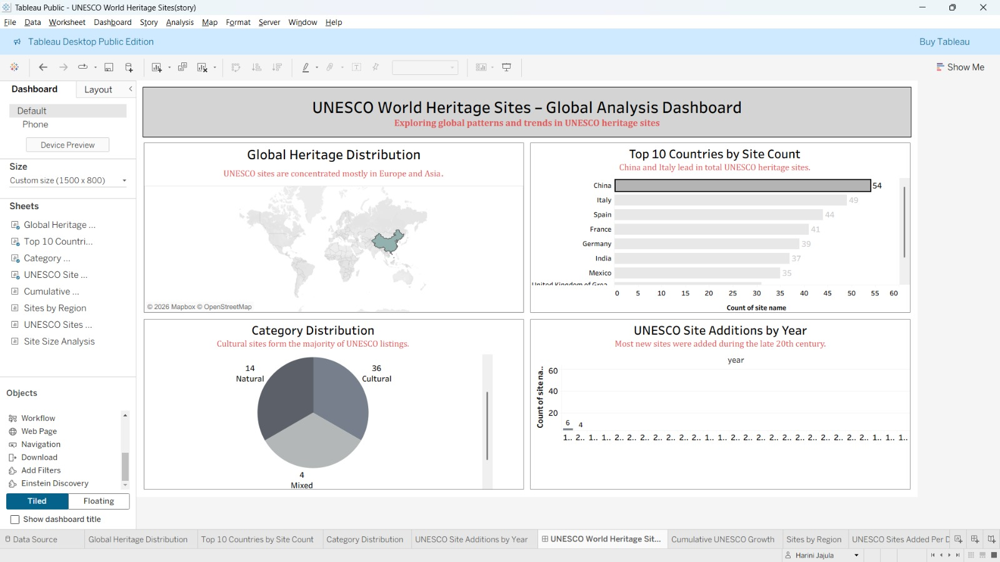 Tableau Public - UNESCO World Heritage Sites(story)
File Data Worksheet Dashboard Story Analysis Map Format Server Window Help
Tableau Desktop Public Edition
Buy Tableau
Show Me
Dashboard Layout
Default
Phone
Device Preview
Size
Custom size (1500 x 800)
Sheets
Global Heritage ...
Top 10 Countri...
Category ...
UNESCO Site ...
Cumulative ...
Sites by Region
UNESCO Sites ...
Site Size Analysis
Objects
Workflow
Web Page
Navigation
Download
Add Filters
Einstein Discovery
Tiled Floating
Show dashboard title
UNESCO World Heritage Sites – Global Analysis Dashboard
Exploring global patterns and trends in UNESCO heritage sites
Global Heritage Distribution
UNESCO sites are concentrated mostly in Europe and Asia.
© 2026 Mapbox © OpenStreetMap
Top 10 Countries by Site Count
China and Italy lead in total UNESCO heritage sites.
China 54
Italy 49
Spain 44
France 41
Germany 39
India 37
Mexico 35
United Kingdom of Grea..
0 5 10 15 20 25 30 35 40 45 50 55 60
Count of site name
Category Distribution
Cultural sites form the majority of UNESCO listings.
14
Natural
36
Cultural
4
Mixed
UNESCO Site Additions by Year
Most new sites were added during the late 20th century.
year
Count of site na..
60
40
20
6 4
1.. 2.. 1.. 1.. 2.. 2.. 2.. 2.. 2.. 2.. 2.. 1.. 1.. 2.. 2.. 1.. 2.. 2.. 2.. 2.. 2.. 2.. 2.. 2.. 1.. 1.. 1..
Data Source Global Heritage Distribution Top 10 Countries by Site Count Category Distribution UNESCO Site Additions by Year UNESCO World Heritage Sit... Cumulative UNESCO Growth Sites by Region UNESCO Sites Added Per D
Harini Jajula